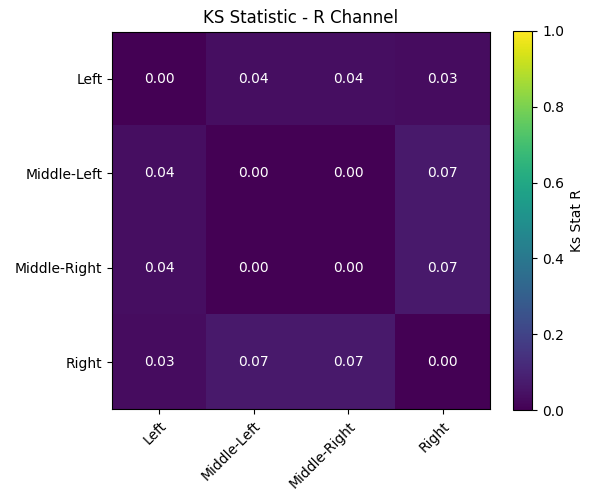 KS Statistic - R Channel
Left 0.00 0.04 0.04 0.03
Middle-Left 0.04 0.00 0.00 0.07
Middle-Right 0.04 0.00 0.00 0.07
Right 0.03 0.07 0.07 0.00
Left Middle-Left Middle-Right Right
1.0
0.8
0.6
0.4
0.2
0.0
Ks Stat R